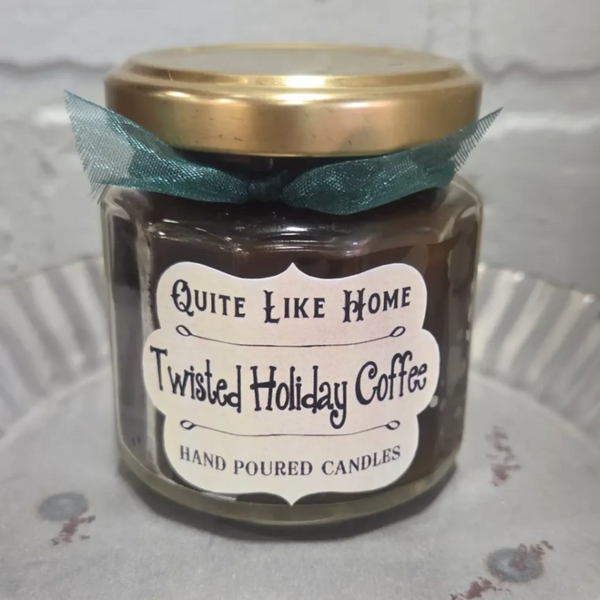 Quite Like Home
Twisted Holiday Coffee
HAND POURED CANDLES